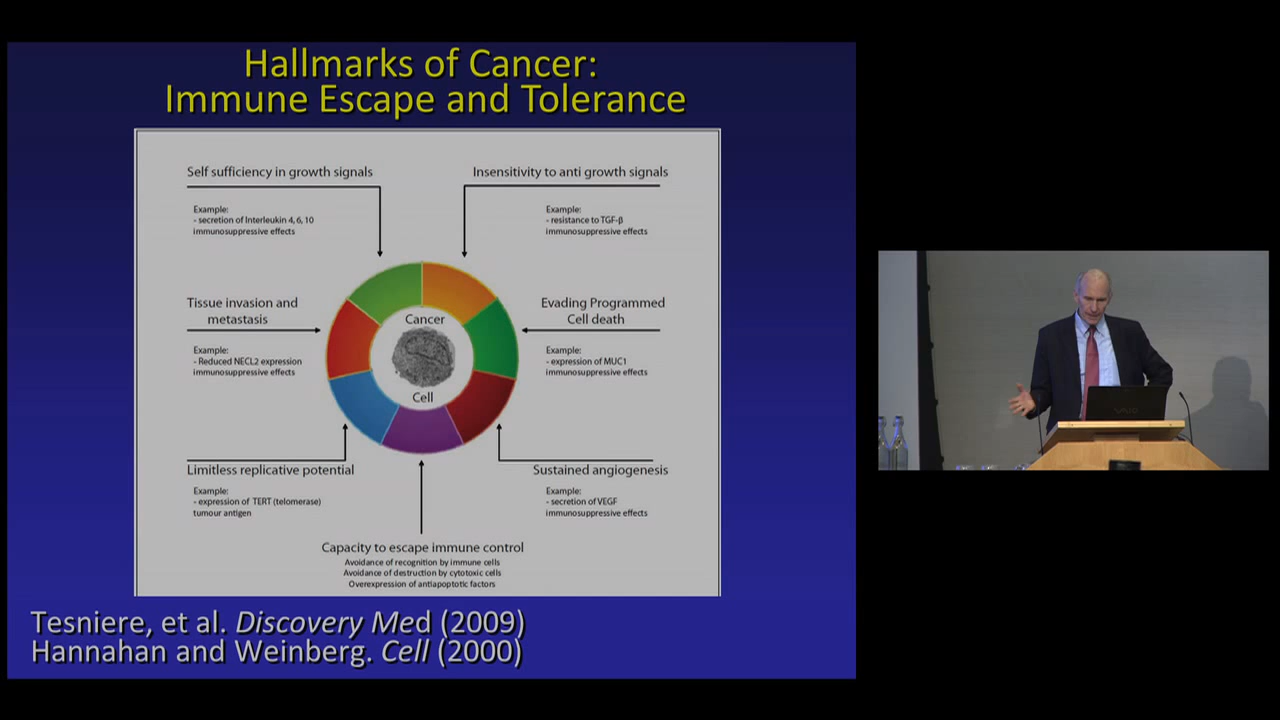 Hallmarks of Cancer:
Immune Escape and Tolerance
Self sufficiency in growth signals
Example:
- secretion of Interleukin 4, 6, 10
immunosuppressive effects
Insensitivity to anti growth signals
Example:
- resistance to TGF-β
immunosuppressive effects
Tissue invasion and
metastasis
Example:
- Reduced NECL2 expression
immunosuppressive effects
Cancer
Cell
Evading Programmed
Cell death
Example:
- expression of MUC1
immunosuppressive effects
Limitless replicative potential
Example:
- expression of TERT (telomerase)
tumour antigen
Sustained angiogenesis
Example:
- secretion of VEGF
immunosuppressive effects
Capacity to escape immune control
Avoidance of recognition by immune cells
Avoidance of destruction by cytotoxic cells
Overexpression of antiapoptotic factors
Tesniere, et al. Discovery Med (2009)
Hannahan and Weinberg. Cell (2000)
VAIO